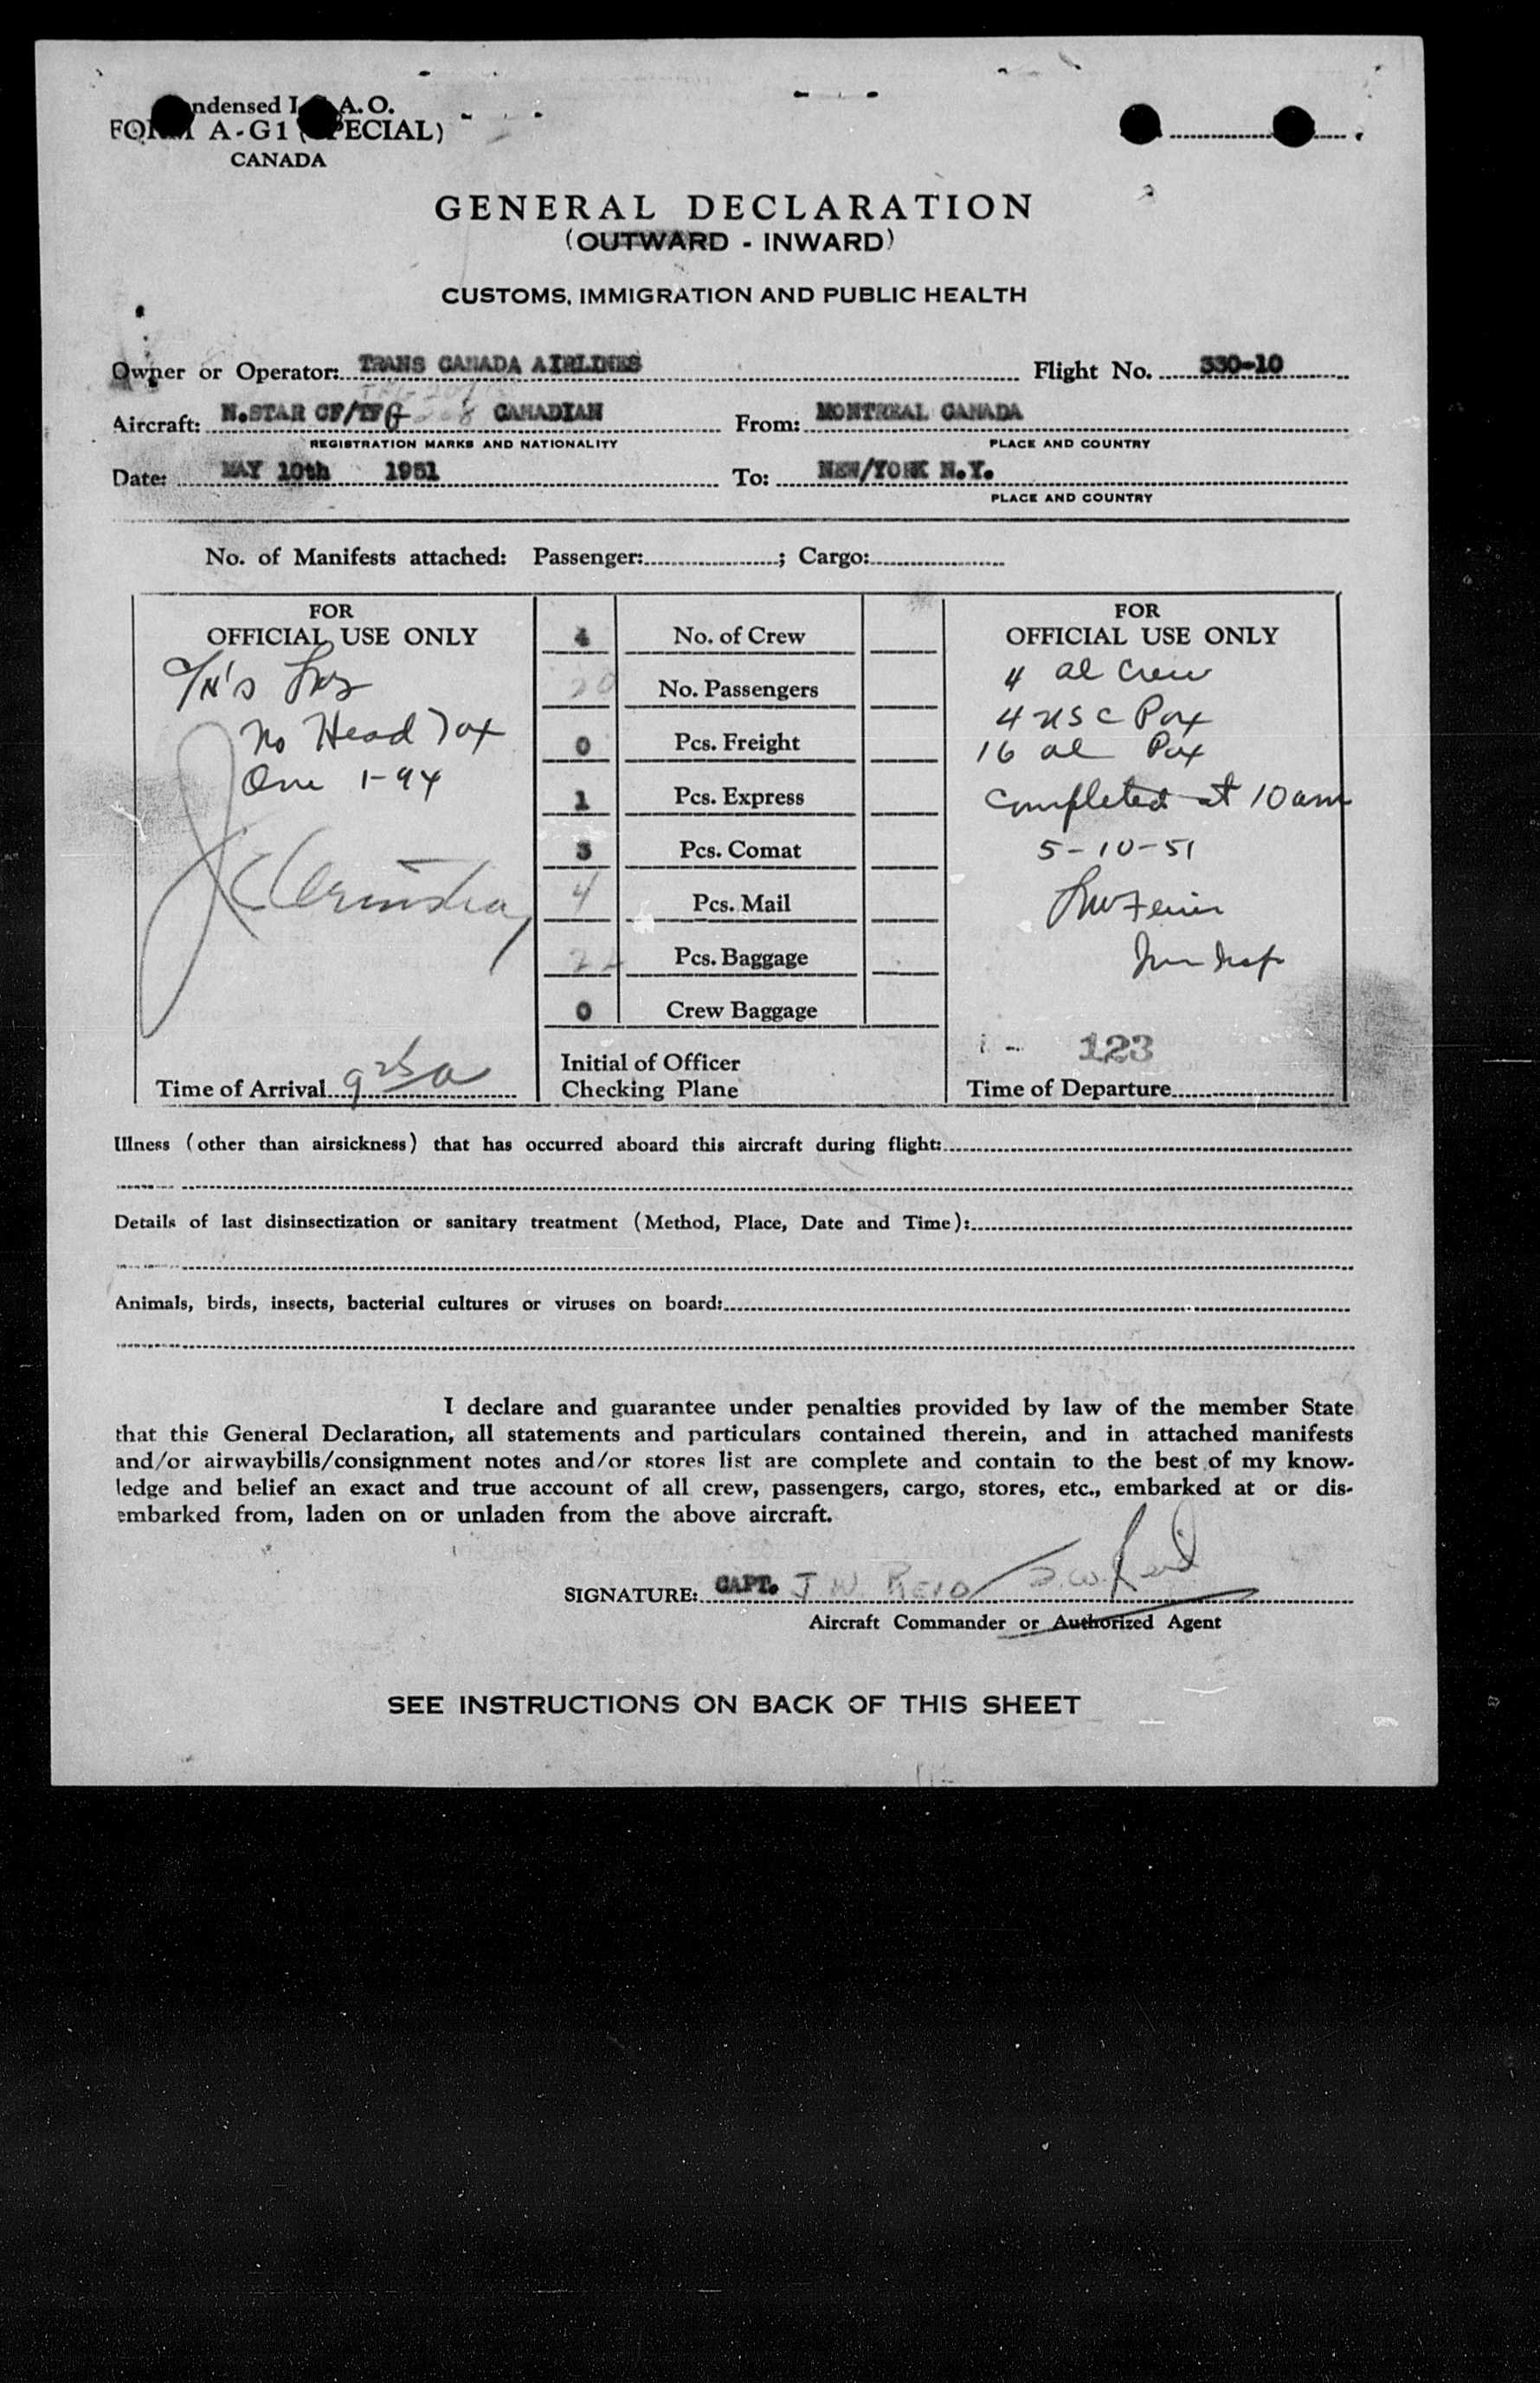 ndensed I A. O.
FORM A-G1 (SPECIAL)
CANADA
GENERAL DECLARATION
(OUTWARD - INWARD)
CUSTOMS, IMMIGRATION AND PUBLIC HEALTH
Owner or Operator: TRANS CANADA AIRLINES Flight No. 330-10
Aircraft: N.STAR CF/TFG CANADIAN From: MONTREAL CANADA
REGISTRATION MARKS AND NATIONALITY PLACE AND COUNTRY
Date: MAY 10th 1951 To: NEW/YORK N.Y.
PLACE AND COUNTRY
No. of Manifests attached: Passenger: ; Cargo:
FOR
OFFICIAL USE ONLY
No Head Tax
One 1-94
Time of Arrival 9 25 a
4 No. of Crew
20 No. Passengers
0 Pcs. Freight
1 Pcs. Express
3 Pcs. Comat
4 Pcs. Mail
Pcs. Baggage
0 Crew Baggage
Initial of Officer
Checking Plane
FOR
OFFICIAL USE ONLY
4 al Crew
4 USC Pax
16 al Pax
Completed at 10 am
5-10-51
123
Time of Departure
Illness (other than airsickness) that has occurred aboard this aircraft during flight:
Details of last disinsectization or sanitary treatment (Method, Place, Date and Time):
Animals, birds, insects, bacterial cultures or viruses on board:
I declare and guarantee under penalties provided by law of the member State
that this General Declaration, all statements and particulars contained therein, and in attached manifests
and/or airwaybills/consignment notes and/or stores list are complete and contain to the best of my know-
ledge and belief an exact and true account of all crew, passengers, cargo, stores, etc., embarked at or dis-
embarked from, laden on or unladen from the above aircraft.
SIGNATURE: CAPT. J W REID J.W. Reid
Aircraft Commander or Authorized Agent
SEE INSTRUCTIONS ON BACK OF THIS SHEET